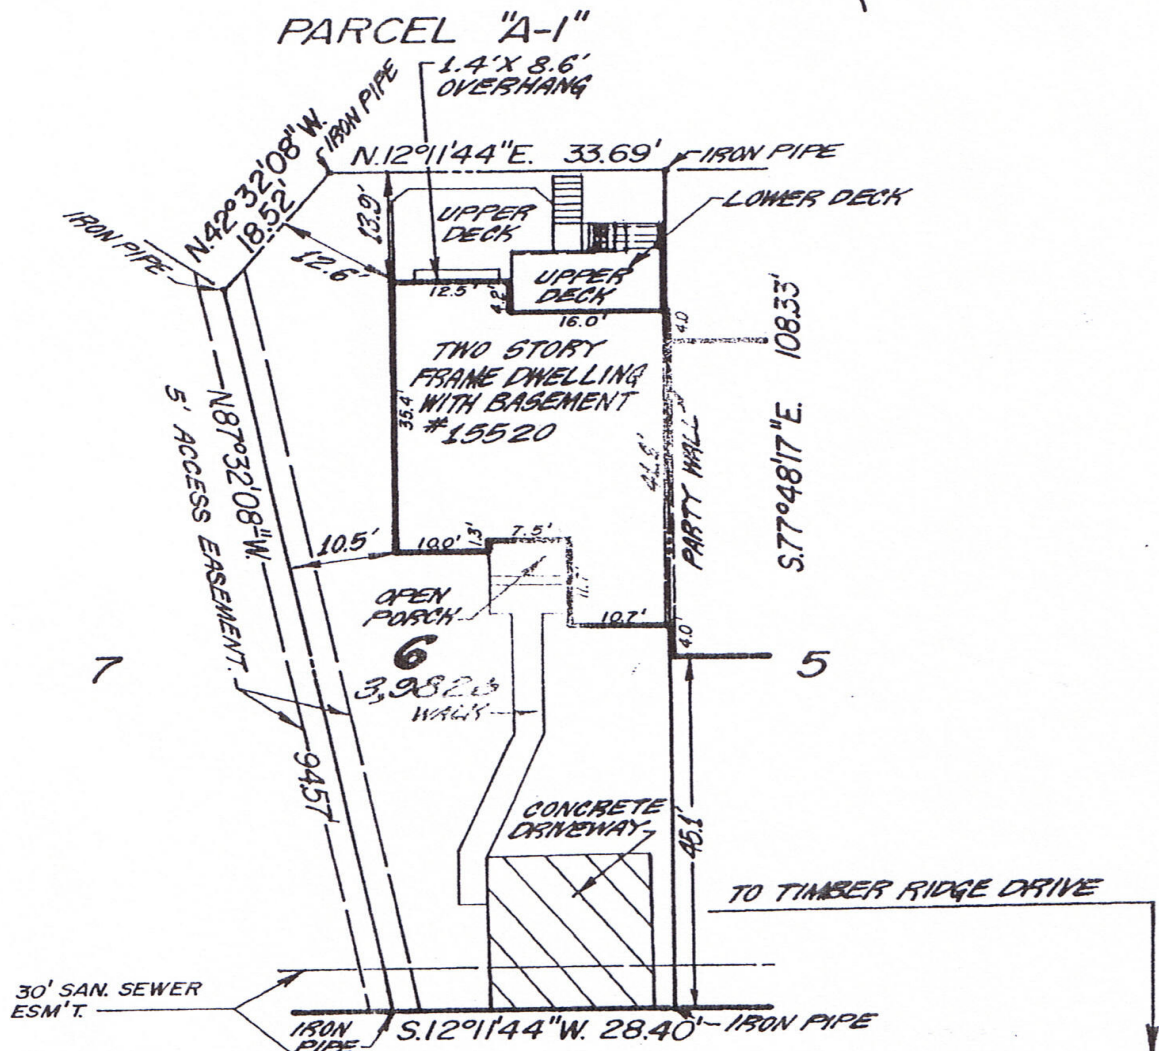 PARCEL "A-1"
1.4' X 8.6'
OVERHANG
IRON PIPE
N.42°32'08"W.
18.52'
N.12°11'44"E. 33.69'
IRON PIPE
IRON PIPE
LOWER DECK
UPPER
DECK
13.9'
12.6'
UPPER
DECK
12.5'
4.2'
16.0'
4.0
TWO STORY
FRAME DWELLING
WITH BASEMENT
#15520
35.4'
PARTY WALL
S.77°48'17"E. 108.33'
N87°32'08"W.
94.57
5' ACCESS EASEMENT.
10.5'
10.0'
1.3'
7.5'
10.7'
4.0'
OPEN
PORCH
7
6
5
WALK
CONCRETE
DRIVEWAY
45.1'
TO TIMBER RIDGE DRIVE
30' SAN. SEWER
ESM'T.
IRON
PIPE
S.12°11'44"W. 28.40'
IRON PIPE